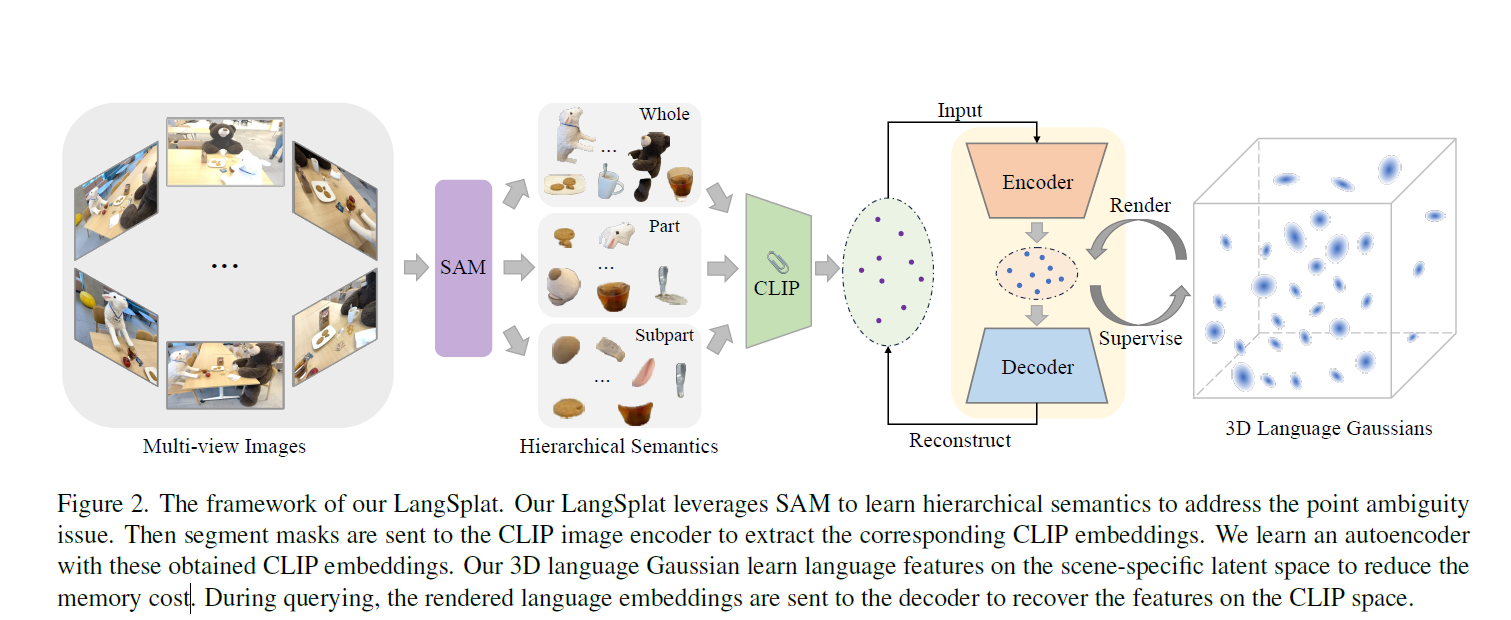 Whole
Input
Encoder
Part
Render
...
...
...
SAM
CLIP
Subpart
Supervise
...
Decoder
Multi-view Images
Hierarchical Semantics
Reconstruct
3D Language Gaussians
Figure 2. The framework of our LangSplat. Our LangSplat leverages SAM to learn hierarchical semantics to address the point ambiguity
issue. Then segment masks are sent to the CLIP image encoder to extract the corresponding CLIP embeddings. We learn an autoencoder
with these obtained CLIP embeddings. Our 3D language Gaussian learn language features on the scene-specific latent space to reduce the
memory cost. During querying, the rendered language embeddings are sent to the decoder to recover the features on the CLIP space.